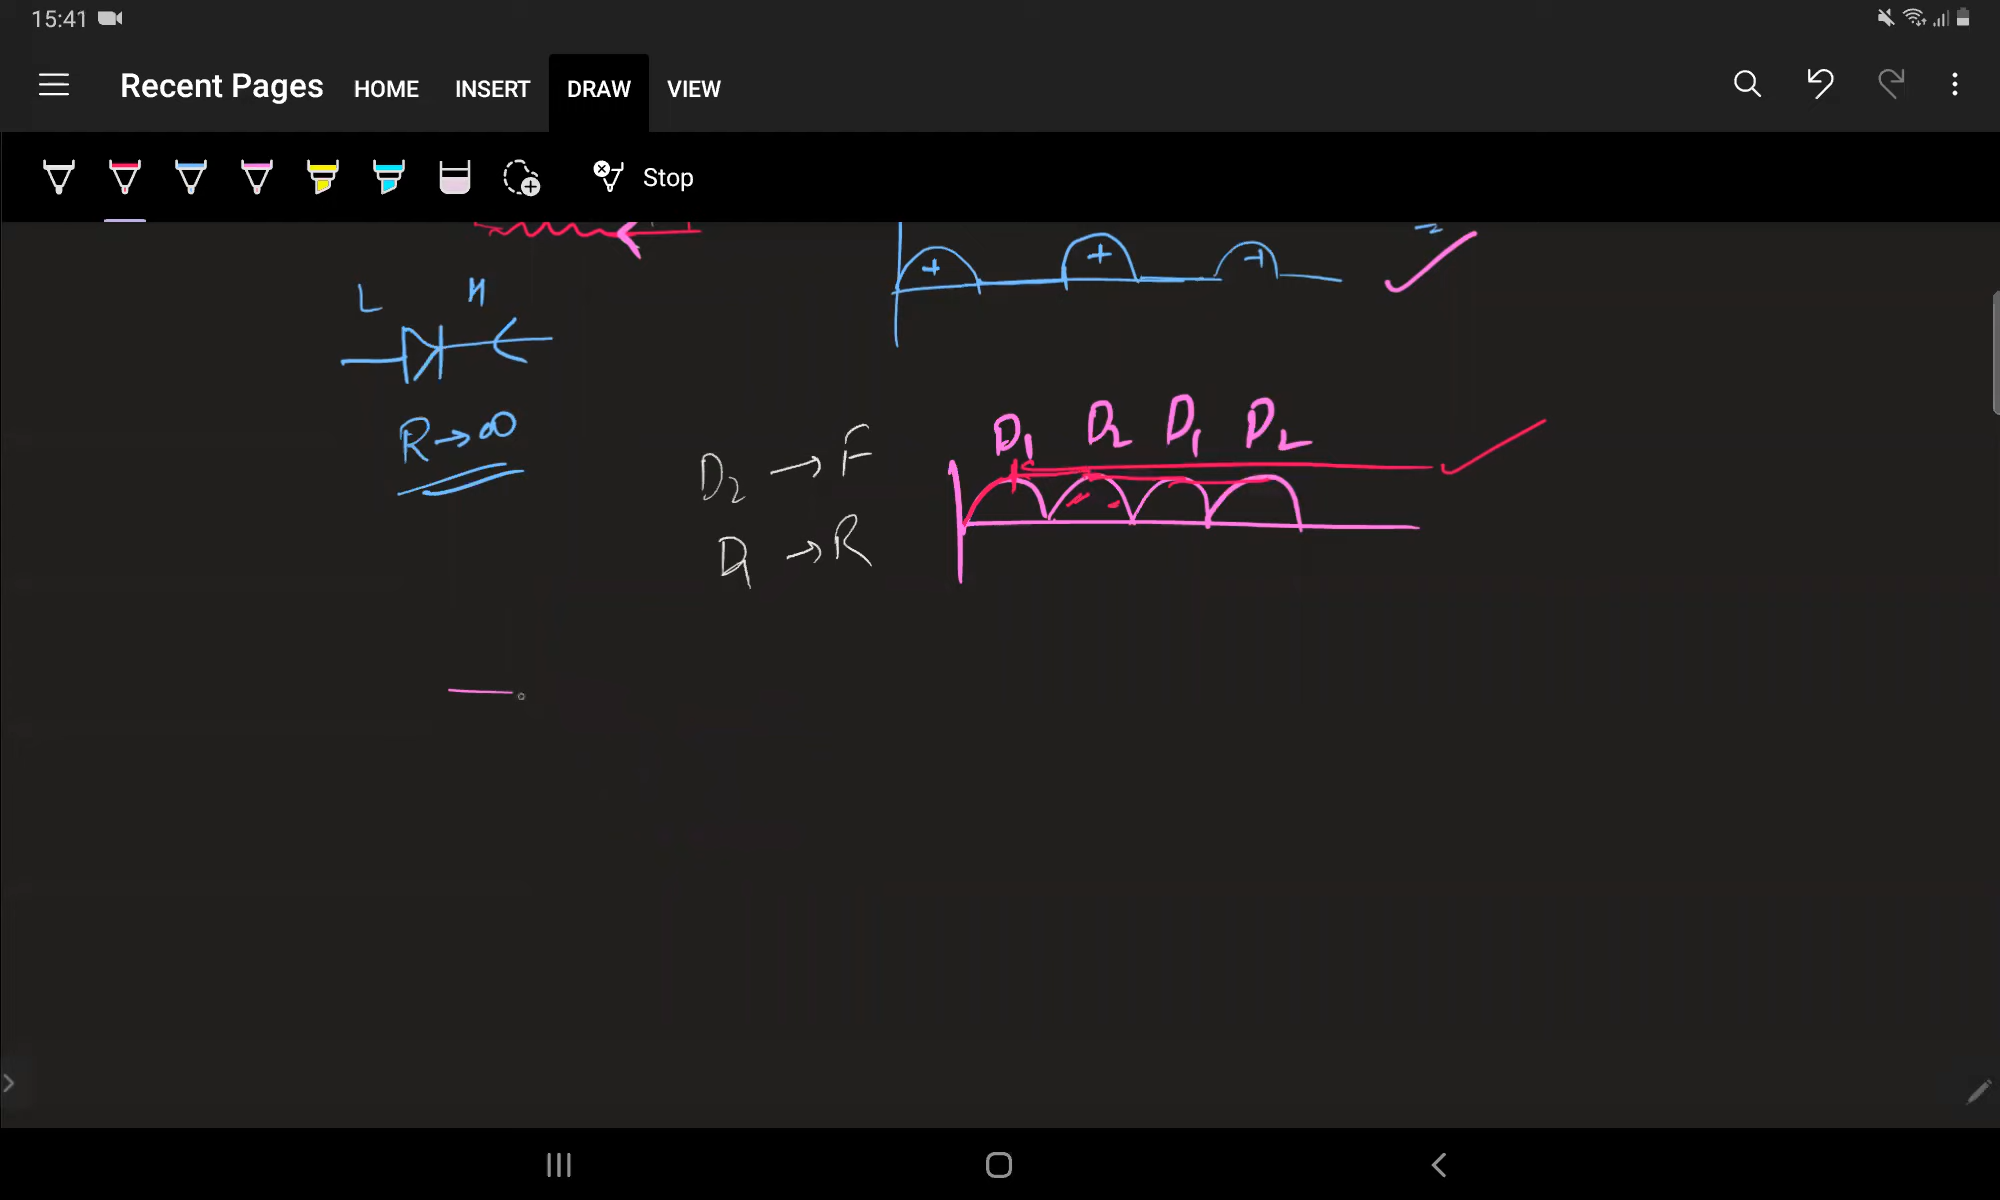 15:41
Recent Pages HOME INSERT DRAW VIEW
Stop
+ + +
L H
R→∞
D₂ → F
D₁ → R
D₁ D₂ D₁ D₂